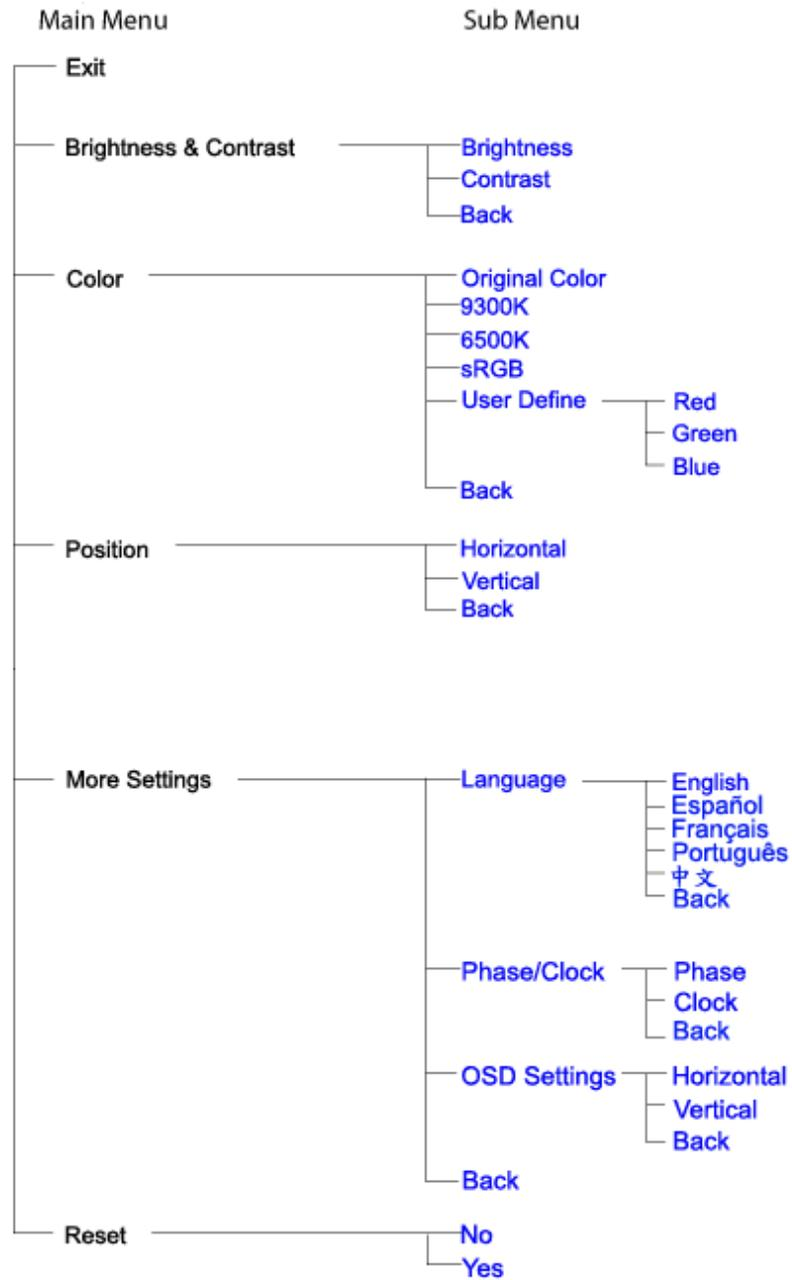 Main Menu Sub Menu
Exit
Brightness & Contrast Brightness
Contrast
Back
Color Original Color
9300K
6500K
sRGB
User Define Red
Green
Blue
Back
Position Horizontal
Vertical
Back
More Settings Language English
Español
Français
Português
中文
Back
Phase/Clock Phase
Clock
Back
OSD Settings Horizontal
Vertical
Back
Back
Reset No
Yes